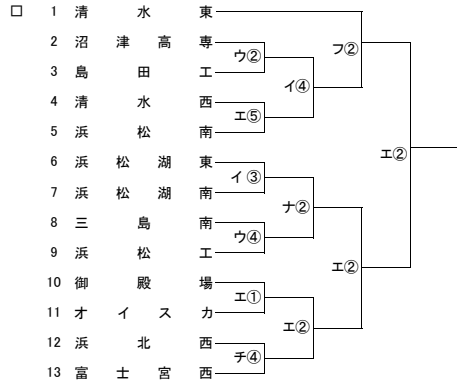 □ 1 清水東
2 沼津高専
3 島田工
4 清水西
5 浜松南
6 浜松湖東
7 浜松湖南
8 三島南
9 浜松工
10 御殿場
11 オイスカ
12 浜北西
13 富士宮西
ウ②
エ⑤
イ③
ウ④
エ①
チ④
イ④
ナ②
エ②
フ②
エ②
エ②